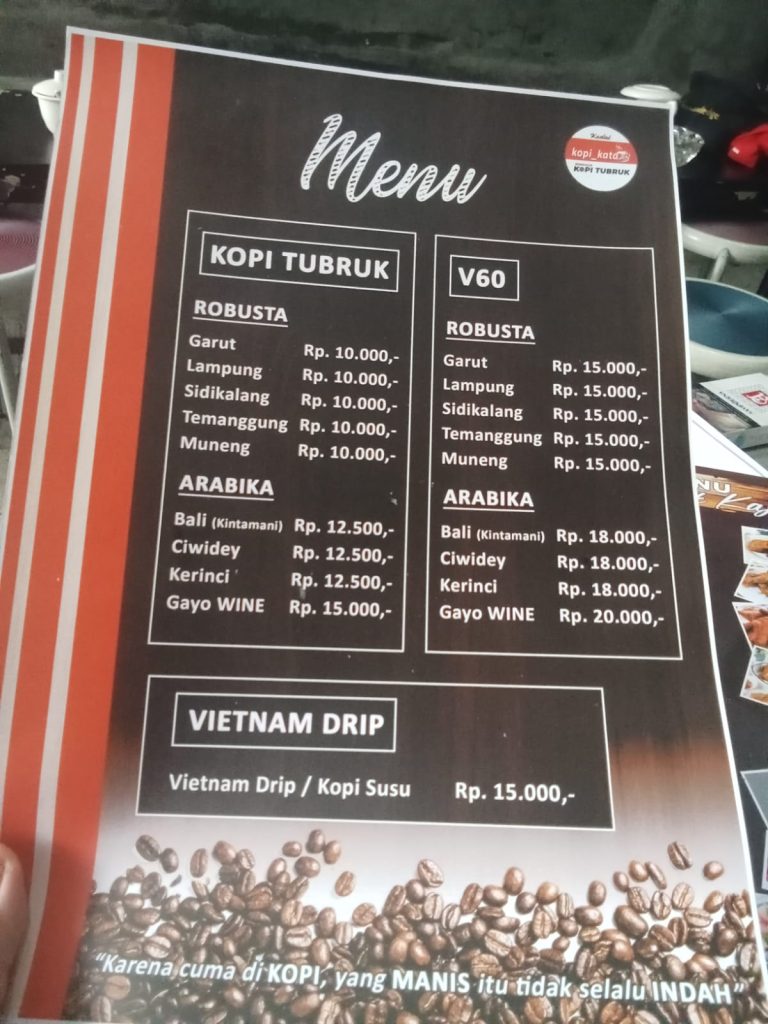 Menu
Kedai
kopi_kata
KOPI TUBRUK
KOPI TUBRUK
ROBUSTA
Garut Rp. 10.000,-
Lampung Rp. 10.000,-
Sidikalang Rp. 10.000,-
Temanggung Rp. 10.000,-
Muneng Rp. 10.000,-
ARABIKA
Bali (Kintamani) Rp. 12.500,-
Ciwidey Rp. 12.500,-
Kerinci Rp. 12.500,-
Gayo WINE Rp. 15.000,-
V60
ROBUSTA
Garut Rp. 15.000,-
Lampung Rp. 15.000,-
Sidikalang Rp. 15.000,-
Temanggung Rp. 15.000,-
Muneng Rp. 15.000,-
ARABIKA
Bali (Kintamani) Rp. 18.000,-
Ciwidey Rp. 18.000,-
Kerinci Rp. 18.000,-
Gayo WINE Rp. 20.000,-
VIETNAM DRIP
Vietnam Drip / Kopi Susu Rp. 15.000,-
“Karena cuma di KOPI, yang MANIS itu tidak selalu INDAH”
NU